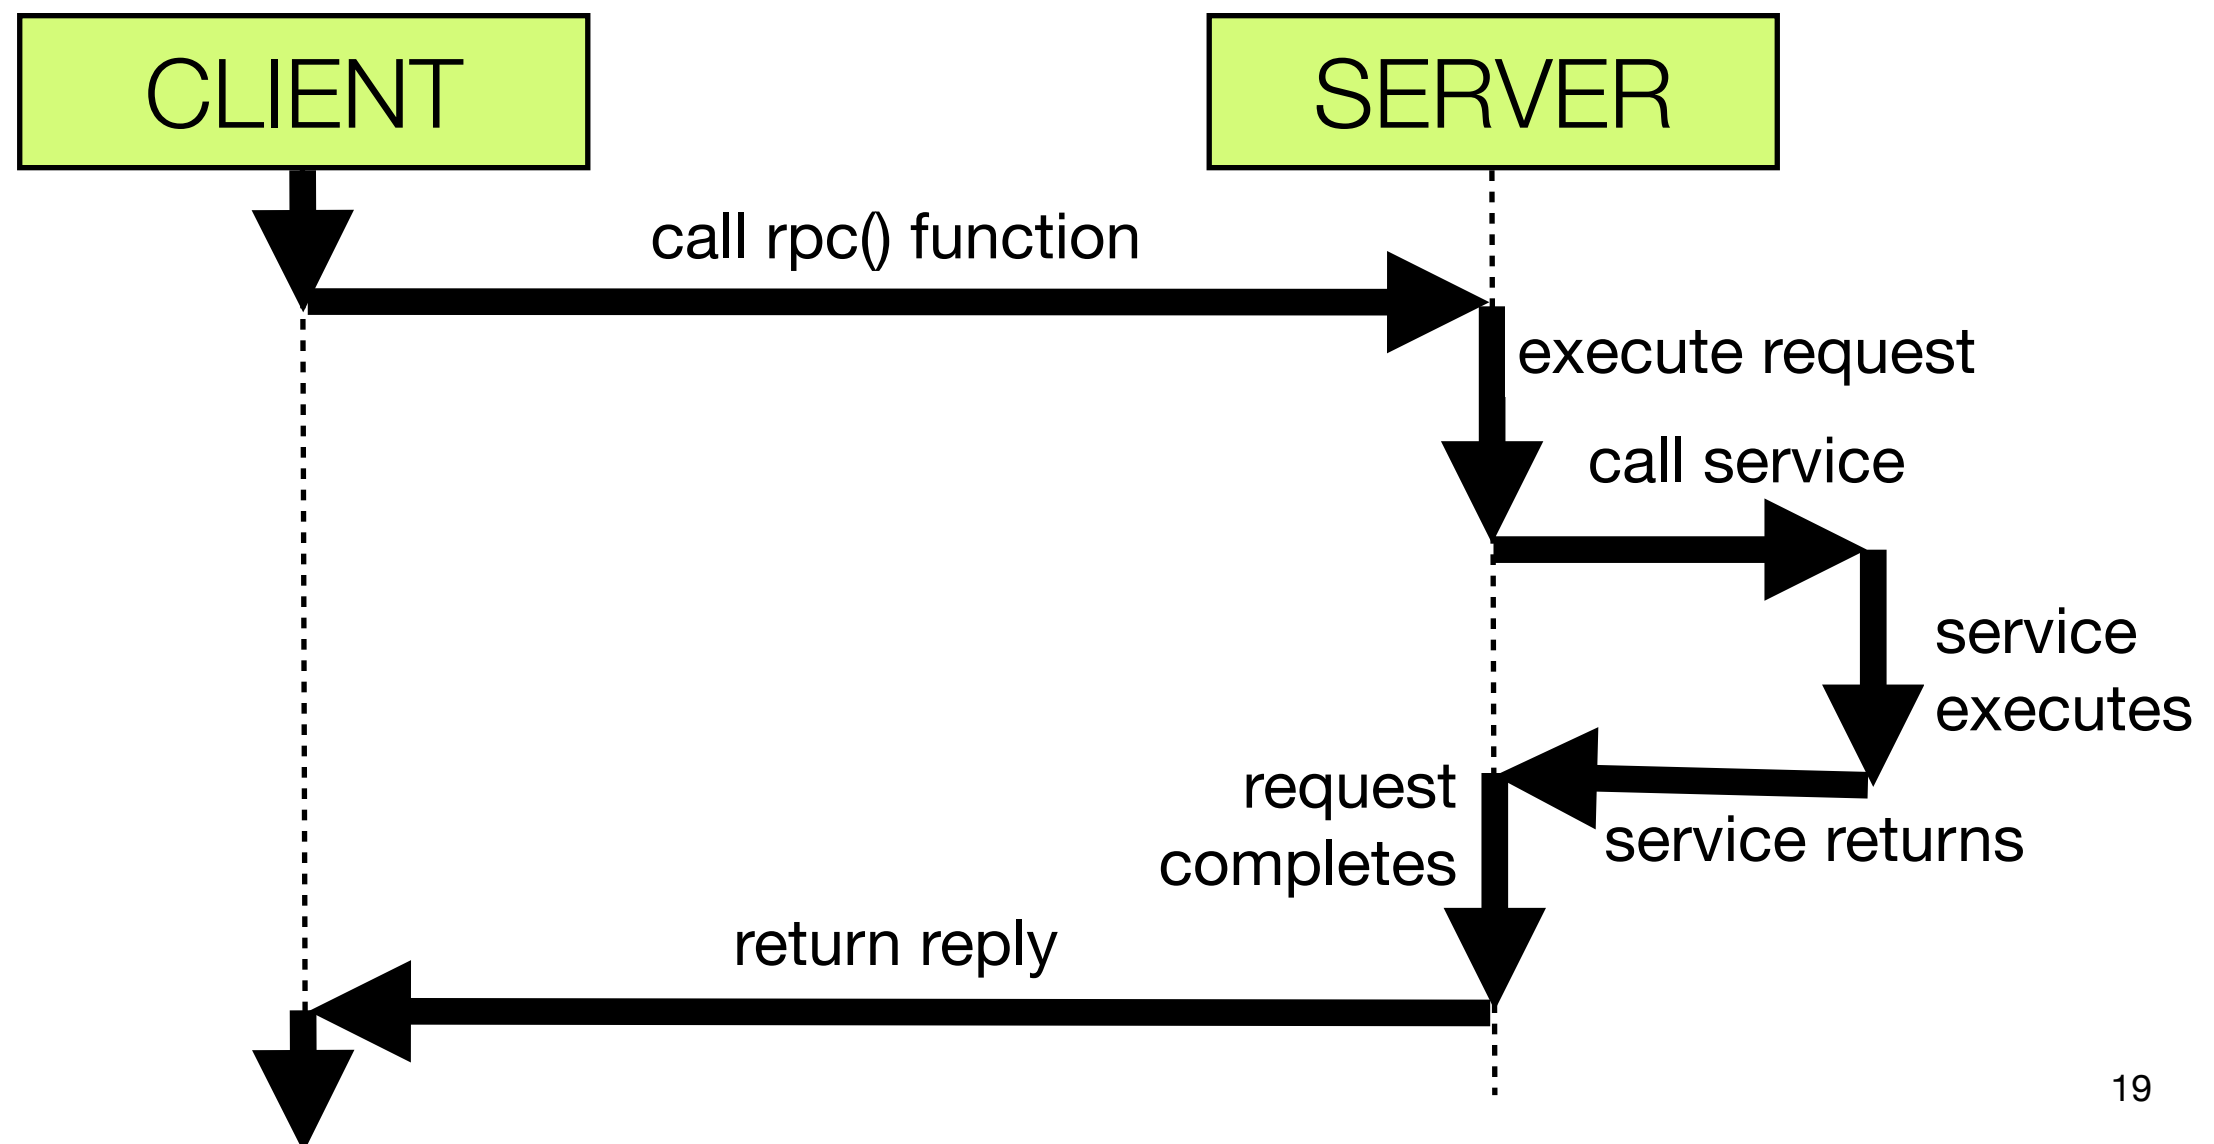 CLIENT
SERVER
call rpc() function
execute request
call service
service
executes
request
completes
service returns
return reply
19